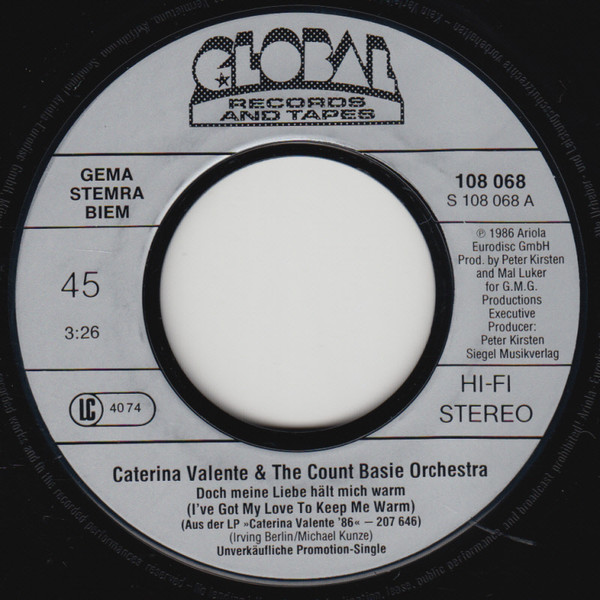 GLOBAL
RECORDS
AND TAPES
GEMA
STEMRA
BIEM
108 068
S 108 068 A
45
3:26
℗ 1986 Ariola
Eurodisc GmbH
Prod. by Peter Kirsten
and Mal Luker
for G.M.G.
Productions
Executive
Producer:
Peter Kirsten
Siegel Musikverlag
LC 4074
HI-FI
STEREO
Caterina Valente & The Count Basie Orchestra
Doch meine Liebe hält mich warm
(I've Got My Love To Keep Me Warm)
(Aus der LP »Caterina Valente '86« – 207 646)
(Irving Berlin/Michael Kunze)
Unverkäufliche Promotion-Single